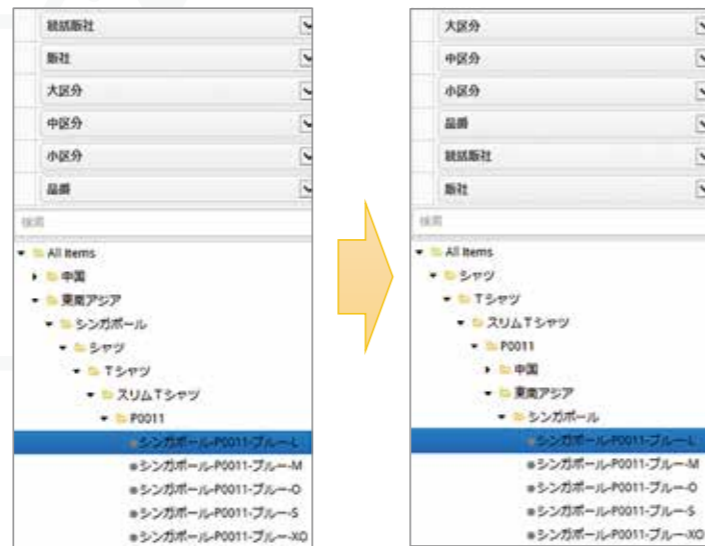 統括販社
販社
大区分
中区分
小区分
品番
検索
All Items
中国
東南アジア
シンガポール
シャツ
Tシャツ
スリムTシャツ
P0011
シンガポール-P0011-ブルー-L
シンガポール-P0011-ブルー-M
シンガポール-P0011-ブルー-O
シンガポール-P0011-ブルー-S
シンガポール-P0011-ブルー-XO
大区分
中区分
小区分
品番
統括販社
販社
検索
All Items
シャツ
Tシャツ
スリムTシャツ
P0011
中国
東南アジア
シンガポール
シンガポール-P0011-ブルー-L
シンガポール-P0011-ブルー-M
シンガポール-P0011-ブルー-O
シンガポール-P0011-ブルー-S
シンガポール-P0011-ブルー-XO